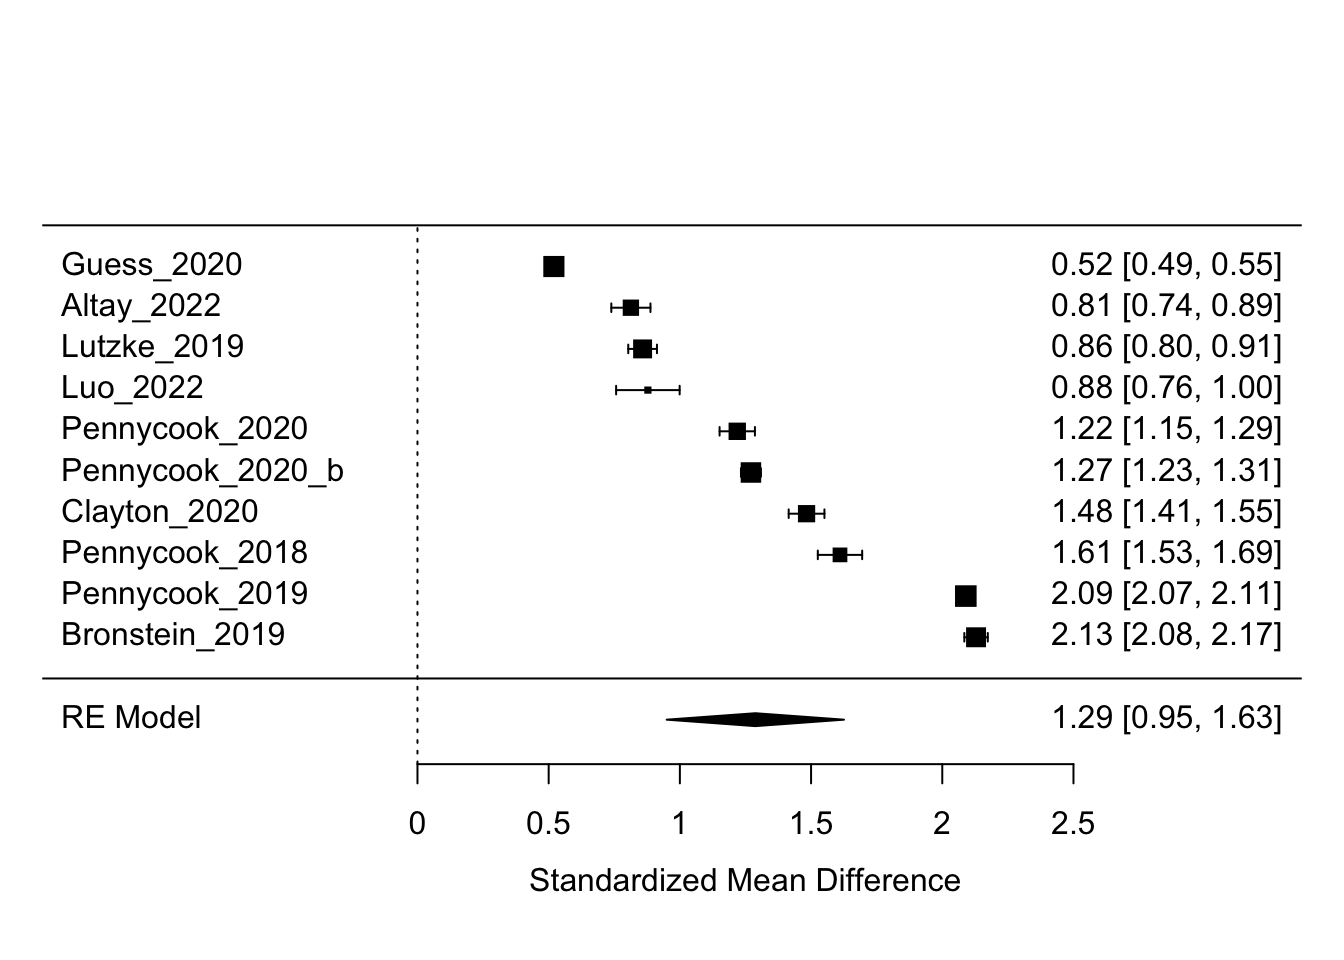 Guess_2020 0.52 [0.49, 0.55]
Altay_2022 0.81 [0.74, 0.89]
Lutzke_2019 0.86 [0.80, 0.91]
Luo_2022 0.88 [0.76, 1.00]
Pennycook_2020 1.22 [1.15, 1.29]
Pennycook_2020_b 1.27 [1.23, 1.31]
Clayton_2020 1.48 [1.41, 1.55]
Pennycook_2018 1.61 [1.53, 1.69]
Pennycook_2019 2.09 [2.07, 2.11]
Bronstein_2019 2.13 [2.08, 2.17]
RE Model 1.29 [0.95, 1.63]
0 0.5 1 1.5 2 2.5
Standardized Mean Difference